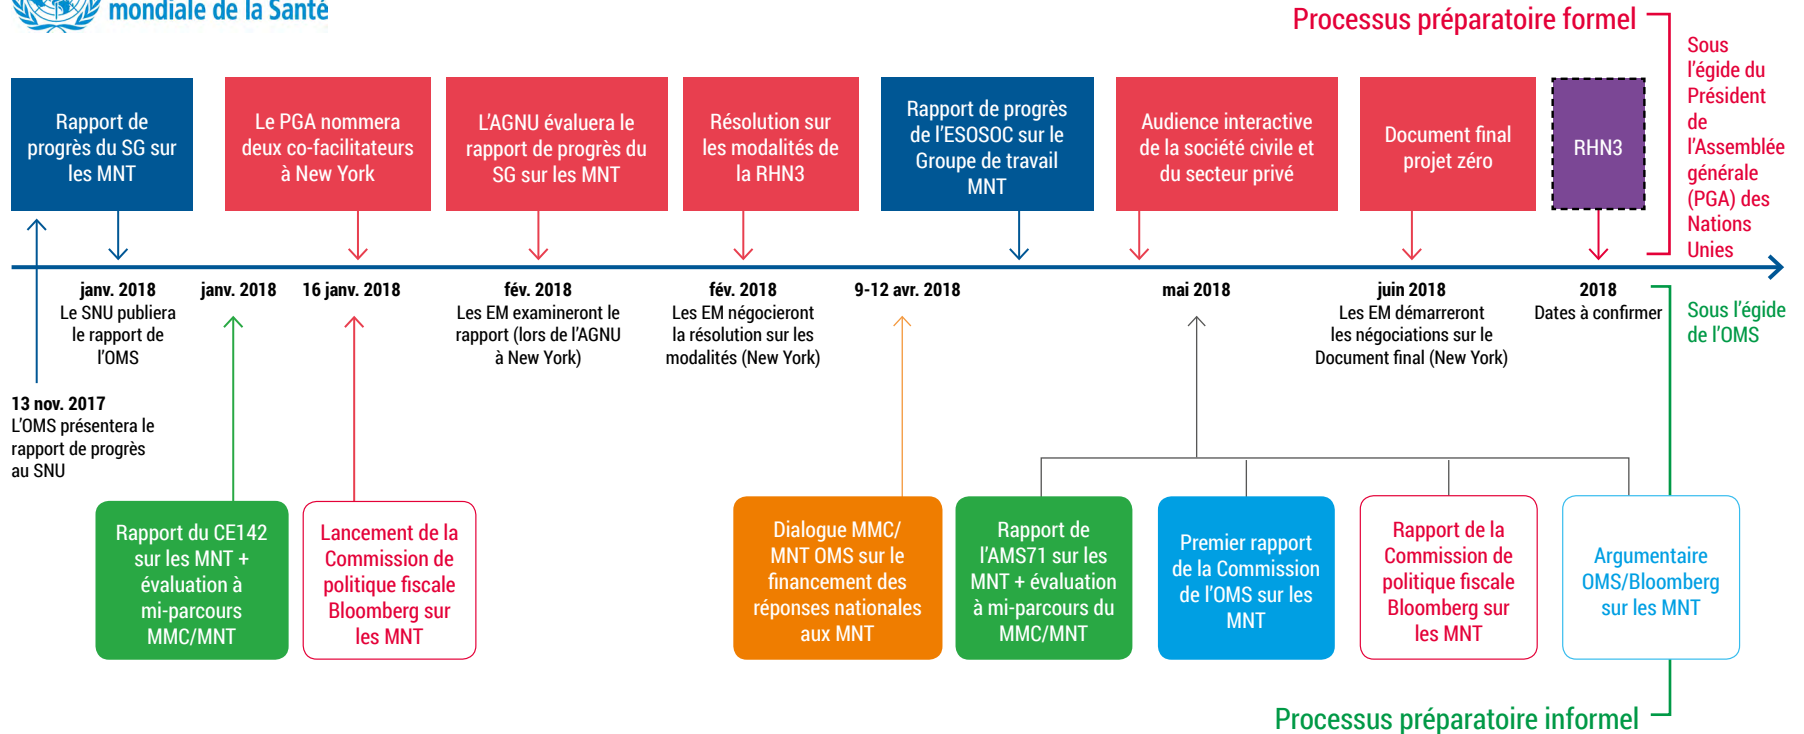 mondiale de la Santé
Processus préparatoire formel
Sous
l'égide du
Président
de
l'Assemblée
générale
(PGA) des
Nations
Unies
Rapport de
progrès du SG sur
les MNT
Le PGA nommera
deux co-facilitateurs
à New York
L'AGNU évaluera le
rapport de progrès du
SG sur les MNT
Résolution sur
les modalités de
la RHN3
Rapport de progrès
de l'ESOSOC sur le
Groupe de travail
MNT
Audience interactive
de la société civile et
du secteur privé
Document final
projet zéro
RHN3
janv. 2018
Le SNU publiera
le rapport de
l'OMS
janv. 2018
16 janv. 2018
fév. 2018
Les EM examineront le
rapport (lors de l'AGNU
à New York)
fév. 2018
Les EM négocieront
la résolution sur les
modalités (New York)
9-12 avr. 2018
mai 2018
juin 2018
Les EM démarreront
les négociations sur le
Document final (New York)
2018
Dates à confirmer
Sous l'égide
de l'OMS
13 nov. 2017
L'OMS présentera le
rapport de progrès
au SNU
Rapport du CE142
sur les MNT +
évaluation à
mi-parcours
MMC/MNT
Lancement de la
Commission de
politique fiscale
Bloomberg sur
les MNT
Dialogue MMC/
MNT OMS sur le
financement des
réponses nationales
aux MNT
Rapport de
l'AMS71 sur les
MNT + évaluation
à mi-parcours du
MMC/MNT
Premier rapport
de la Commission
de l'OMS sur les
MNT
Rapport de la
Commission de
politique fiscale
Bloomberg sur
les MNT
Argumentaire
OMS/Bloomberg
sur les MNT
Processus préparatoire informel